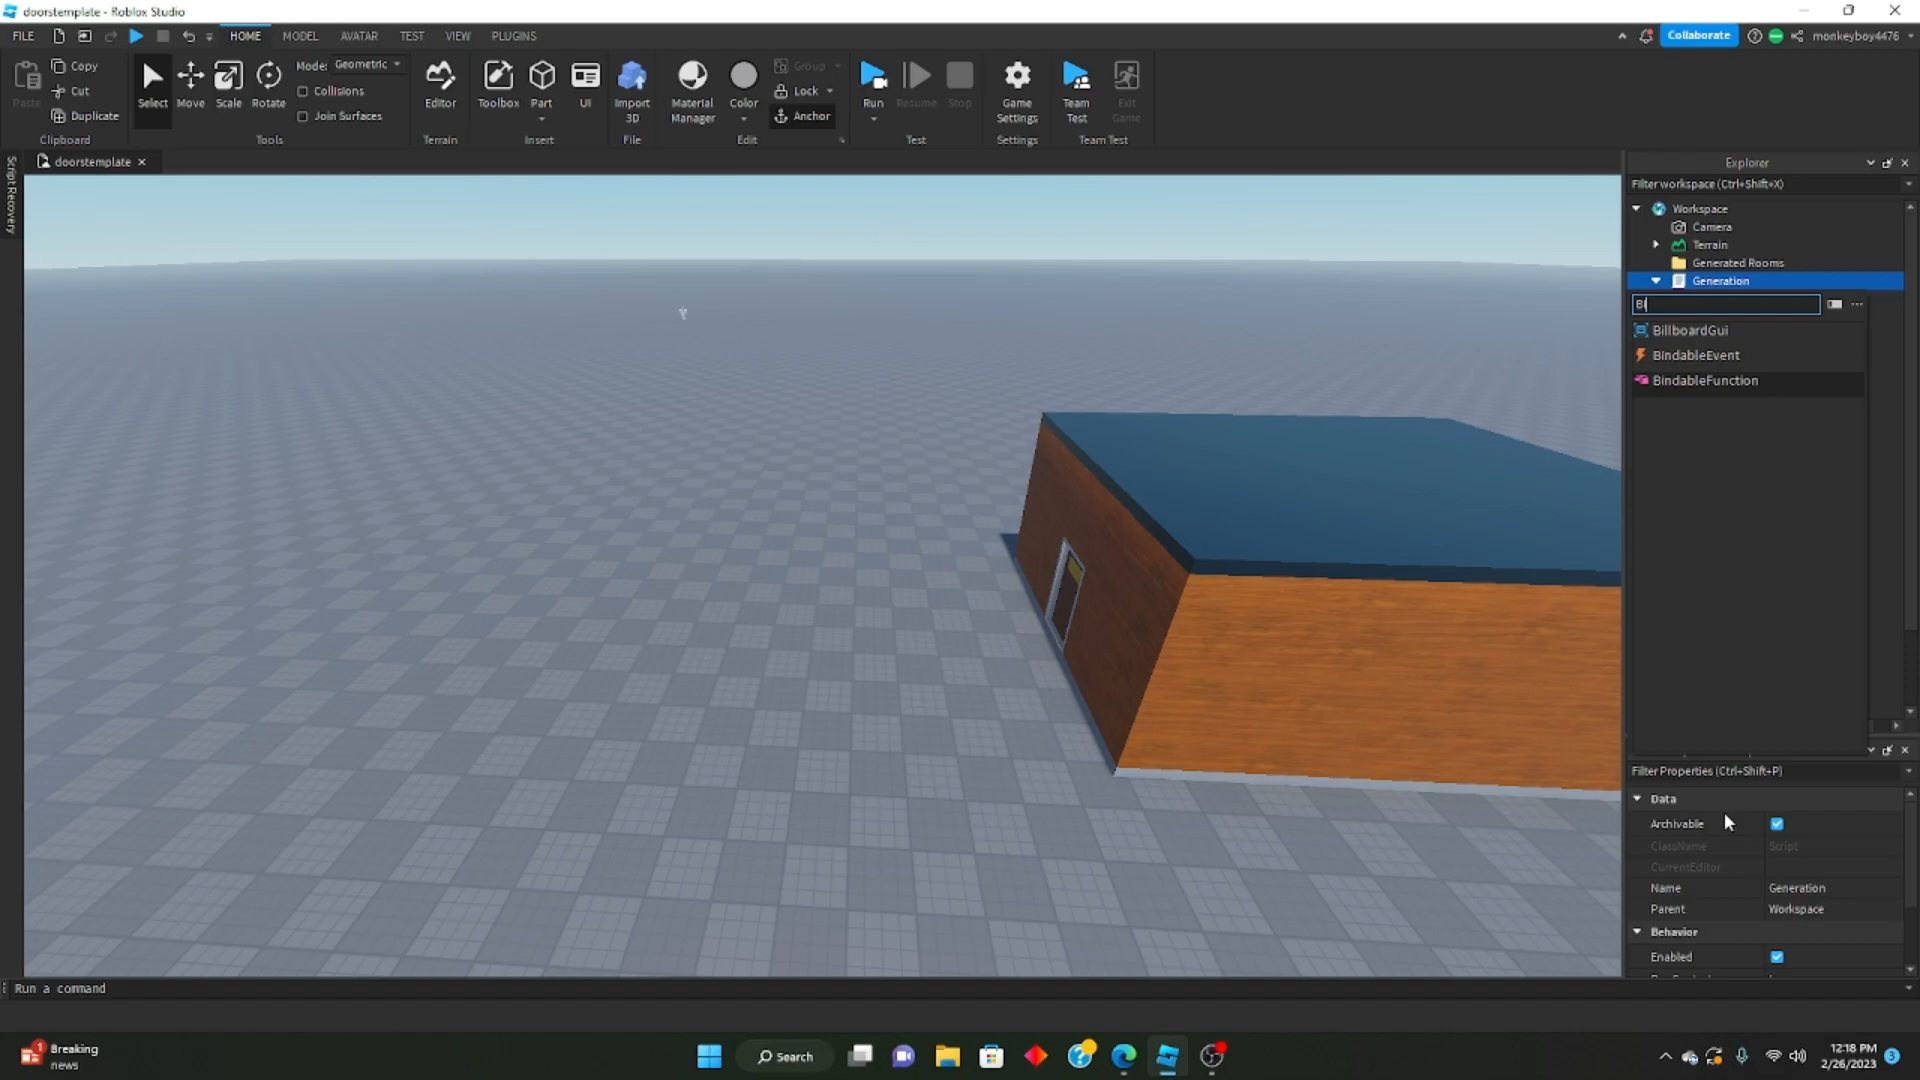 doorstemplate - Roblox Studio
FILE HOME MODEL AVATAR TEST VIEW PLUGINS Collaborate monkeyboy4476
Paste Copy Cut Duplicate Clipboard
Select Move Scale Rotate Mode: Geometric Collisions Join Surfaces Tools
Editor Terrain
Toolbox Part UI Insert
Import 3D File
Material Manager Color Group Lock Anchor Edit
Run Resume Stop Test
Game Settings Settings
Team Test Exit Game Team Test
Script Recovery
doorstemplate
Explorer
Filter workspace (Ctrl+Shift+X)
Workspace
Camera
Terrain
Generated Rooms
Generation
BI
BillboardGui
BindableEvent
BindableFunction
Filter Properties (Ctrl+Shift+P)
Data
Archivable
ClassName Script
CurrentEditor
Name Generation
Parent Workspace
Behavior
Enabled
Run a command
1 Breaking
news
Search
12:18 PM
2/26/2023
3